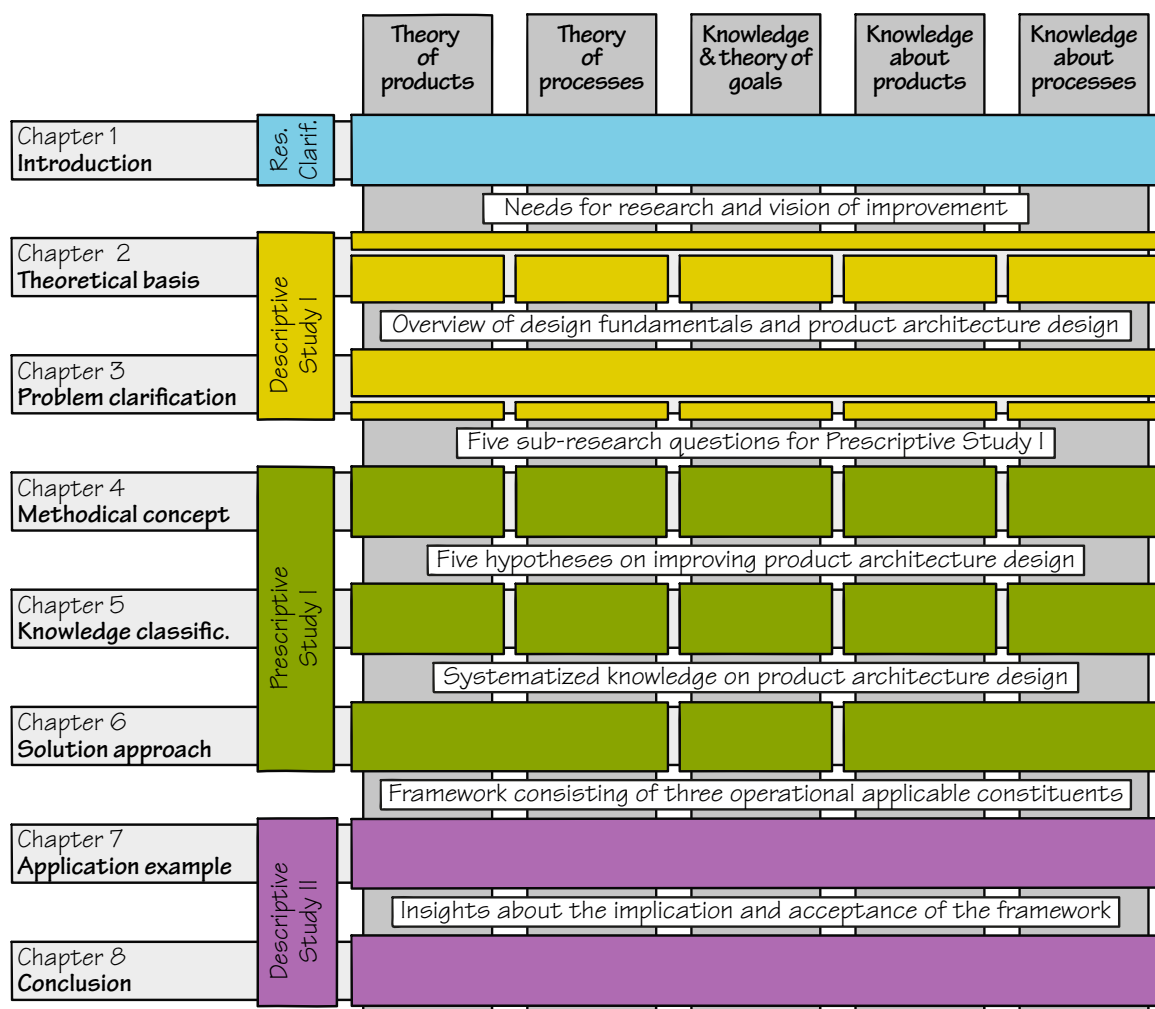 Theory
of
products
Theory
of
processes
Knowledge
& theory of
goals
Knowledge
about
products
Knowledge
about
processes
Chapter 1
Introduction
Res.
Clarif.
Needs for research and vision of improvement
Chapter 2
Theoretical basis
Descriptive
Study I
Overview of design fundamentals and product architecture design
Chapter 3
Problem clarification
Five sub-research questions for Prescriptive Study I
Chapter 4
Methodical concept
Prescriptive
Study I
Five hypotheses on improving product architecture design
Chapter 5
Knowledge classific.
Systematized knowledge on product architecture design
Chapter 6
Solution approach
Framework consisting of three operational applicable constituents
Chapter 7
Application example
Descriptive
Study II
Insights about the implication and acceptance of the framework
Chapter 8
Conclusion